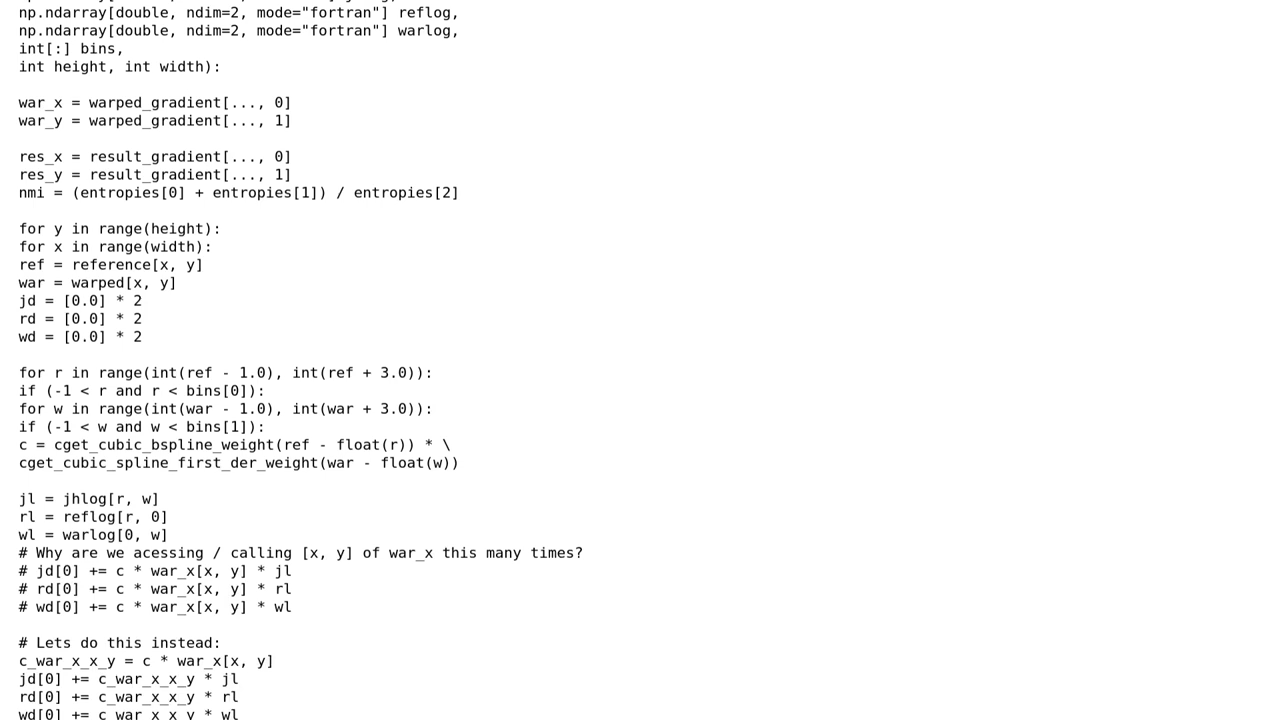 np.ndarray[double, ndim=2, mode="fortran"] reflog,
np.ndarray[double, ndim=2, mode="fortran"] warlog,
int[:] bins,
int height, int width):
war_x = warped_gradient[..., 0]
war_y = warped_gradient[..., 1]
res_x = result_gradient[..., 0]
res_y = result_gradient[..., 1]
nmi = (entropies[0] + entropies[1]) / entropies[2]
for y in range(height):
for x in range(width):
ref = reference[x, y]
war = warped[x, y]
jd = [0.0] * 2
rd = [0.0] * 2
wd = [0.0] * 2
for r in range(int(ref - 1.0), int(ref + 3.0)):
if (-1 < r and r < bins[0]):
for w in range(int(war - 1.0), int(war + 3.0)):
if (-1 < w and w < bins[1]):
c = cget_cubic_bspline_weight(ref - float(r)) * \
cget_cubic_spline_first_der_weight(war - float(w))
jl = jhlog[r, w]
rl = reflog[r, 0]
wl = warlog[0, w]
# Why are we acessing / calling [x, y] of war_x this many times?
# jd[0] += c * war_x[x, y] * jl
# rd[0] += c * war_x[x, y] * rl
# wd[0] += c * war_x[x, y] * wl
# Lets do this instead:
c_war_x_x_y = c * war_x[x, y]
jd[0] += c_war_x_x_y * jl
rd[0] += c_war_x_x_y * rl
wd[0] += c_war_x_x_y * wl